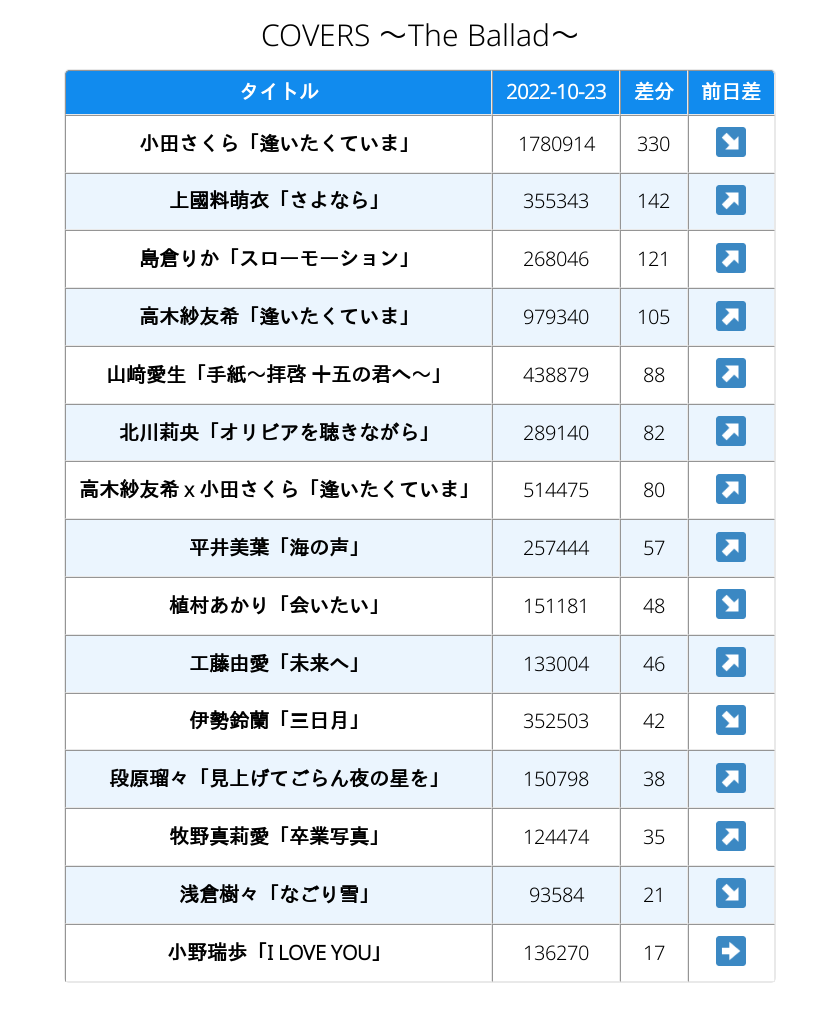 COVERS ～The Ballad～
タイトル 2022-10-23 差分 前日差
小田さくら「逢いたくていま」 1780914 330 ↘
上國料萌衣「さよなら」 355343 142 ↗
島倉りか「スローモーション」 268046 121 ↗
高木紗友希「逢いたくていま」 979340 105 ↗
山﨑愛生「手紙～拝啓 十五の君へ～」 438879 88 ↗
北川莉央「オリビアを聴きながら」 289140 82 ↗
高木紗友希 x 小田さくら「逢いたくていま」 514475 80 ↗
平井美葉「海の声」 257444 57 ↗
植村あかり「会いたい」 151181 48 ↘
工藤由愛「未来へ」 133004 46 ↗
伊勢鈴蘭「三日月」 352503 42 ↘
段原瑠々「見上げてごらん夜の星を」 150798 38 ↗
牧野真莉愛「卒業写真」 124474 35 ↗
浅倉樹々「なごり雪」 93584 21 ↘
小野瑞歩「I LOVE YOU」 136270 17 ➡